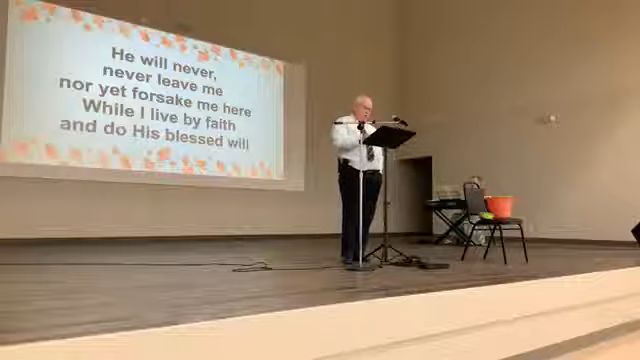 He will never,
never leave me
nor yet forsake me here
While I live by faith
and do His blessed will